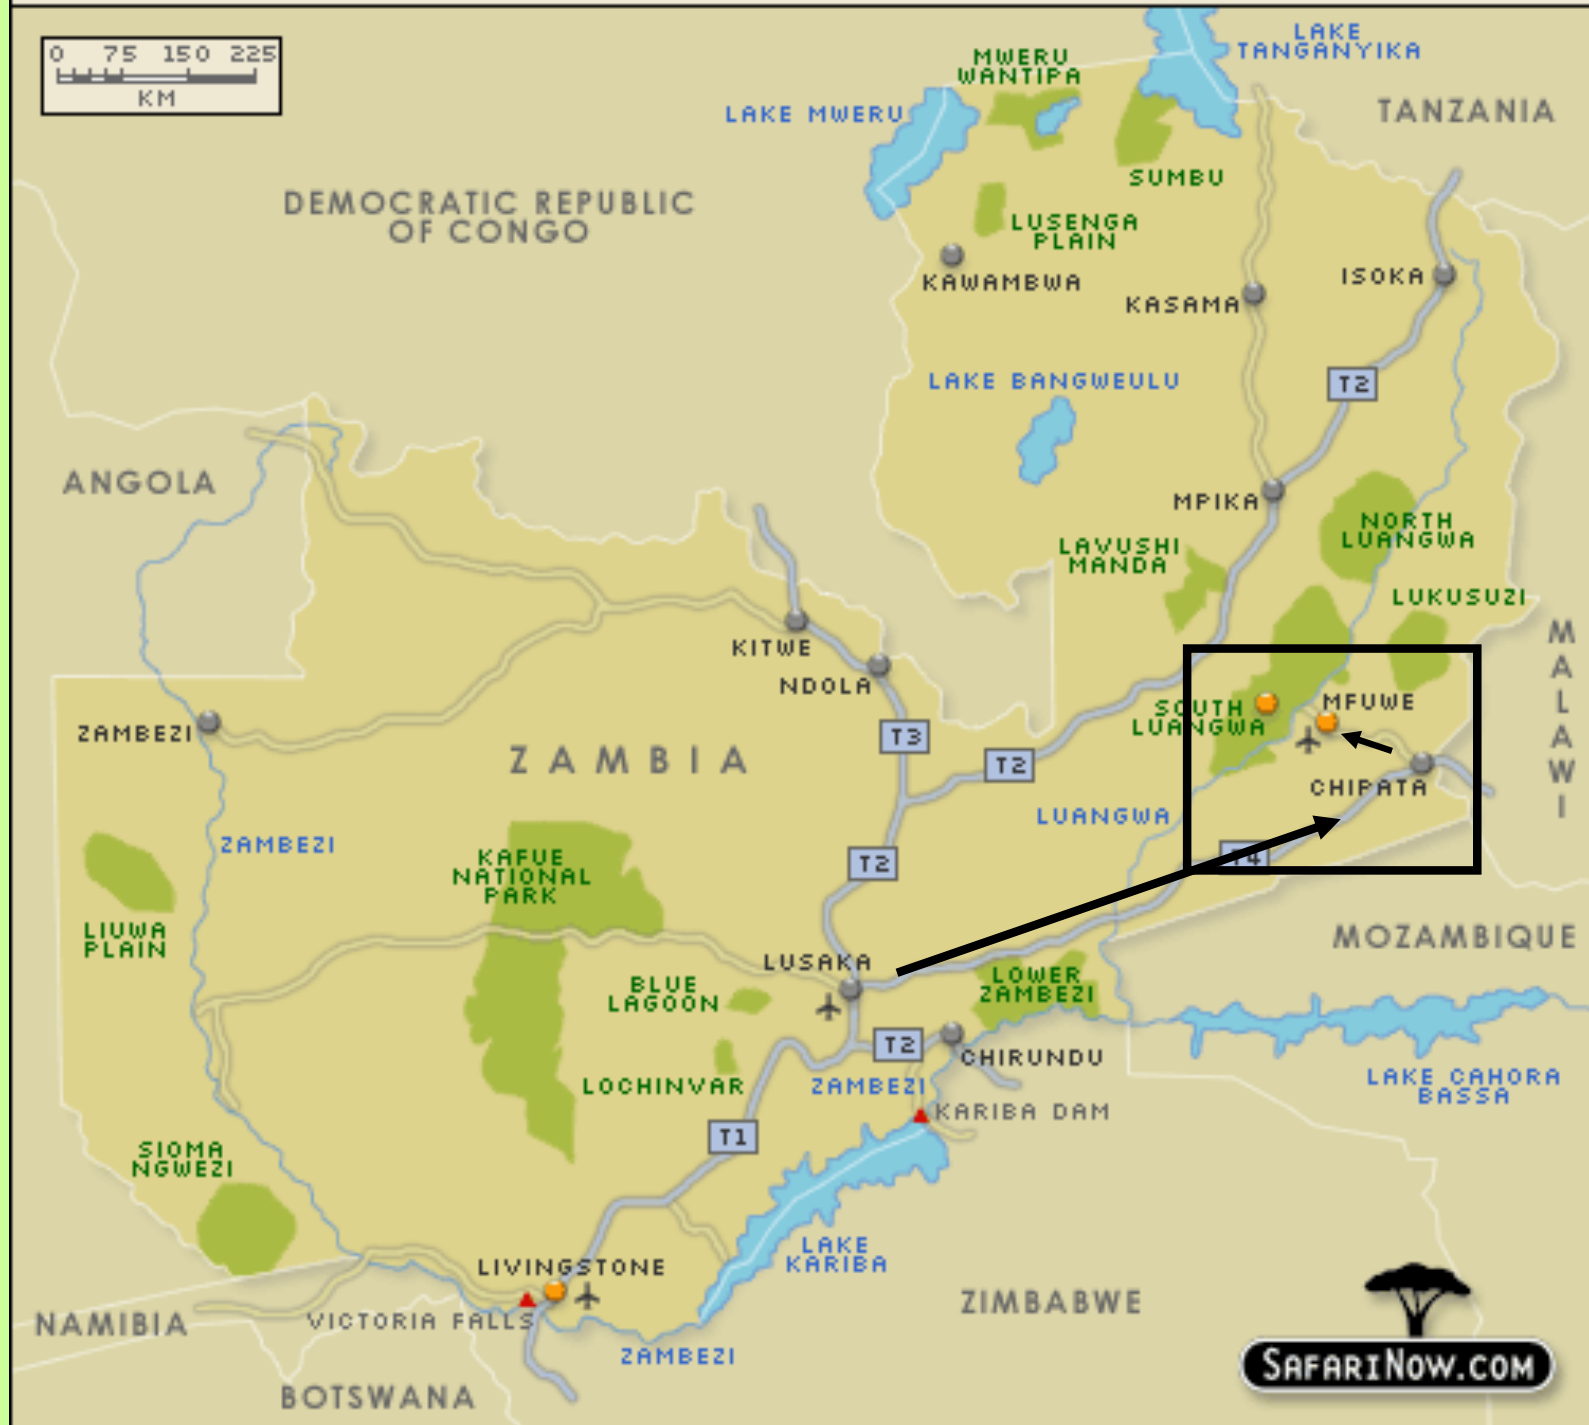 0 75 150 225
KM
LAKE
TANGANYIKA
MWERU
WANTIPA
LAKE MWERU
TANZANIA
SUMBU
DEMOCRATIC REPUBLIC
OF CONGO
LUSENGA
PLAIN
KAWAMBWA
KASAMA
ISOKA
LAKE BANGWEULU
T2
ANGOLA
MPIKA
NORTH
LUANGWA
LAVUSHI
MANDA
LUKUSUZI
MALAWI
KITWE
NDOLA
SOUTH
LUANGWA
MFUWE
ZAMBEZI
T3
ZAMBIA
T2
CHIPATA
LUANGWA
ZAMBEZI
T4
T2
KAFUE
NATIONAL
PARK
LIUWA
PLAIN
MOZAMBIQUE
LUSAKA
BLUE
LAGOON
LOWER
ZAMBEZI
T2
CHIRUNDU
LOCHINVAR
ZAMBEZI
LAKE CAHORA
BASSA
KARIBA DAM
T1
SIOMA
NGWEZI
LAKE
KARIBA
LIVINGSTONE
ZIMBABWE
NAMIBIA
VICTORIA FALLS
ZAMBEZI
SAFARINOW.COM
BOTSWANA